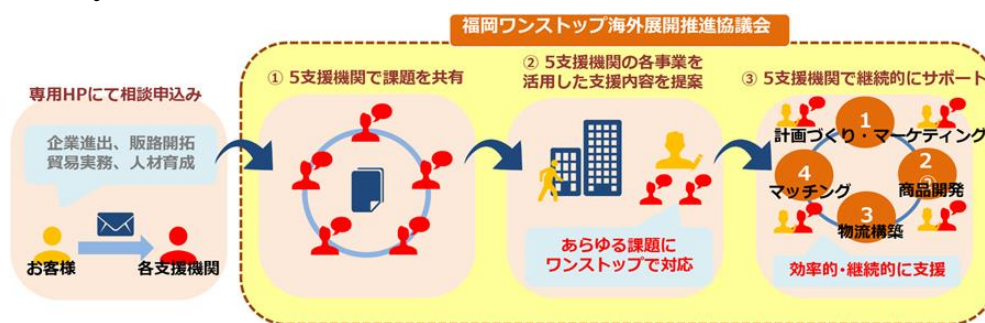 福岡ワンストップ海外展開推進協議会
専用HPにて相談申込み
企業進出、販路開拓
貿易実務、人材育成
お客様
各支援機関
① 5支援機関で課題を共有
② 5支援機関の各事業を
活用した支援内容を提案
あらゆる課題に
ワンストップで対応
③ 5支援機関で継続的にサポート
1
計画づくり・マーケティング
2
②
商品開発
3
物流構築
4
マッチング
効率的・継続的に支援